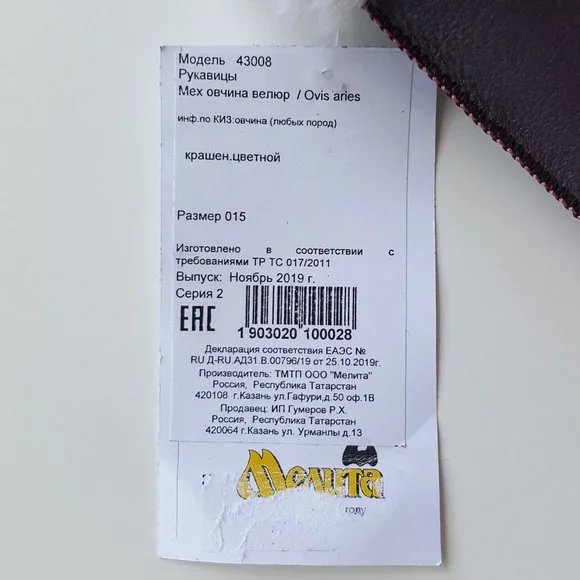 Модель 43008
Рукавицы
Мех овчина велюр / Ovis aries
инф.по КИЗ:овчина (любых пород)
крашен.цветной
Размер 015
Изготовлено в соответствии с
требованиями ТР ТС 017/2011
Выпуск: Ноябрь 2019 г.
Серия 2
EAC
1 903020 100028
Декларация соответствия ЕАЭС №
RU Д-RU.АД31.В.00796/19 от 25.10.2019г.
Производитель: ТМТП ООО "Мелита"
Россия, Республика Татарстан
420108 г.Казань ул.Гафури,д.50 оф.1В
Продавец: ИП Гумеров Р.Х.
Россия, Республика Татарстан
420064 г.Казань ул. Урманлы д.13
Мелита
году